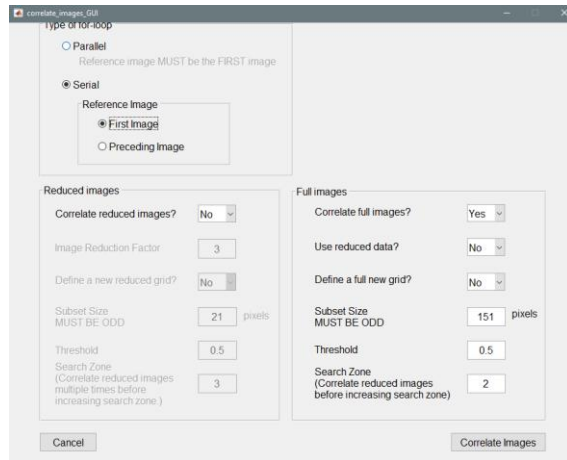 correlate_images_GUI
Type of for-loop
Parallel
Reference image MUST be the FIRST image
Serial
Reference Image
First Image
Preceding Image
Reduced images
Correlate reduced images?
No
Image Reduction Factor
3
Define a new reduced grid?
No
Subset Size
MUST BE ODD
21
pixels
Threshold
0.5
Search Zone
(Correlate reduced images
multiple times before
increasing search zone.)
3
Full images
Correlate full images?
Yes
Use reduced data?
No
Define a full new grid?
No
Subset Size
MUST BE ODD
151
pixels
Threshold
0.5
Search Zone
(Correlate reduced images
before increasing search zone)
2
Cancel
Correlate Images